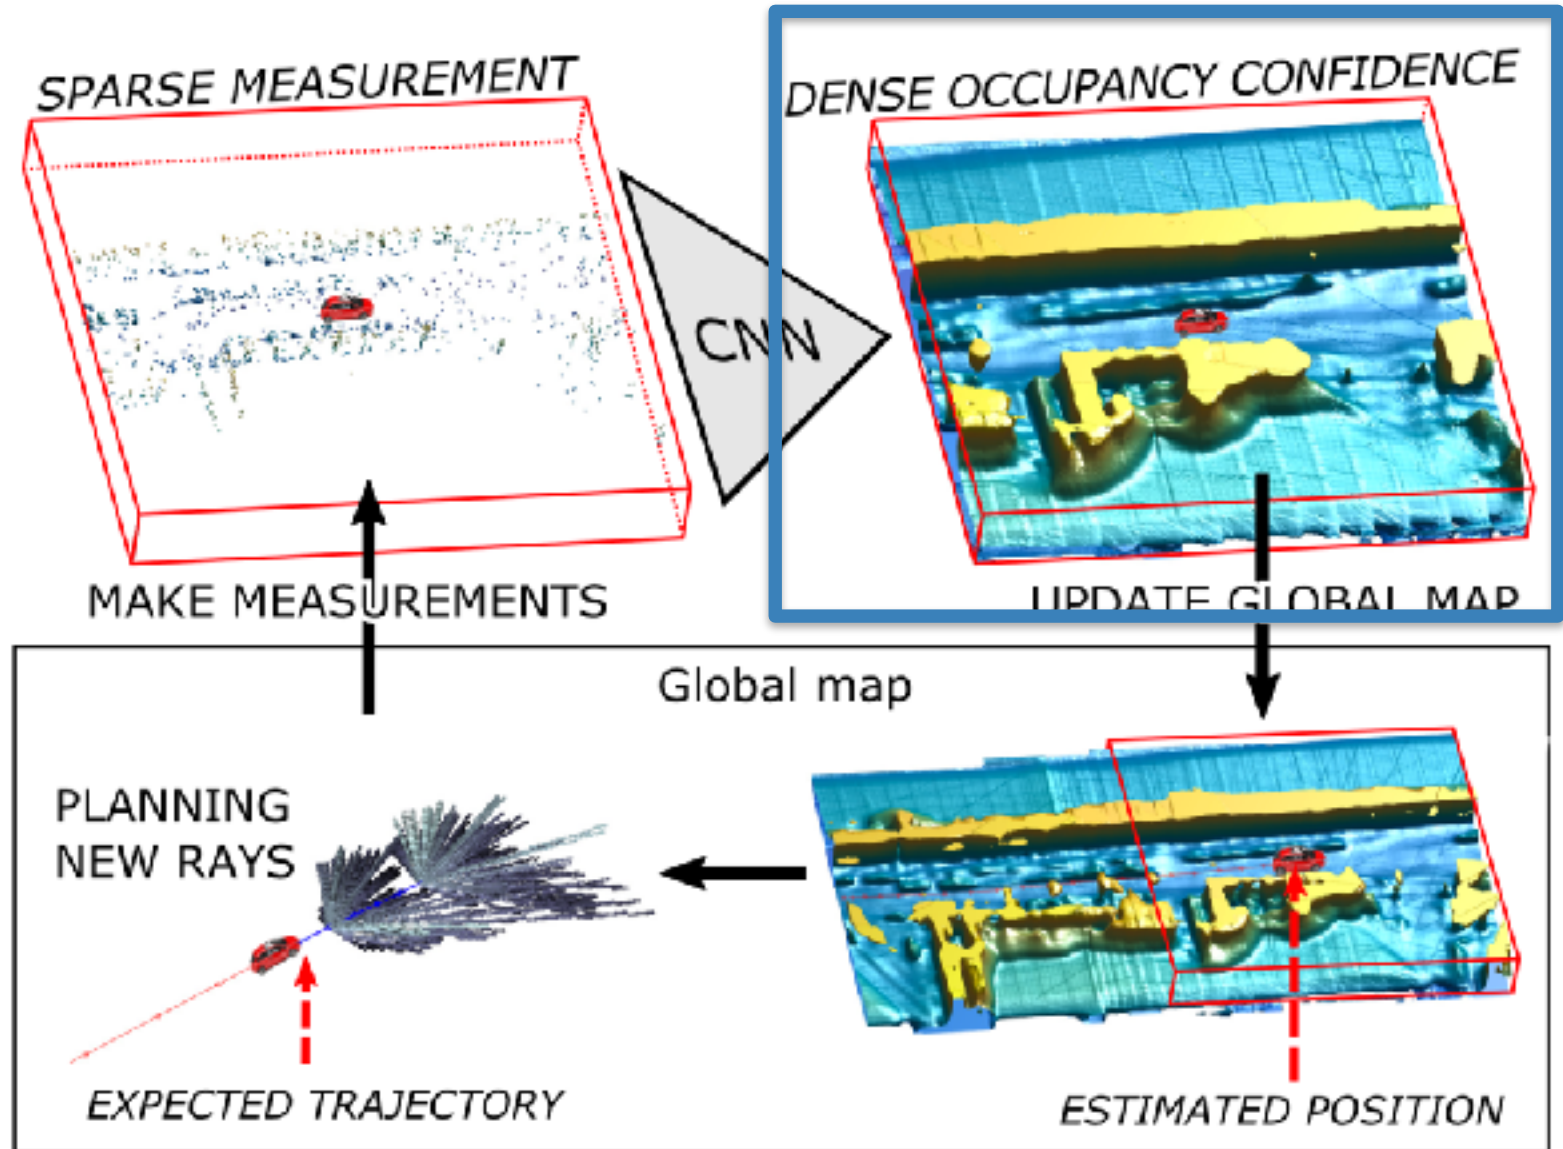 SPARSE MEASUREMENT
DENSE OCCUPANCY CONFIDENCE
CNN
MAKE MEASUREMENTS
UPDATE GLOBAL MAP
Global map
PLANNING
NEW RAYS
EXPECTED TRAJECTORY
ESTIMATED POSITION